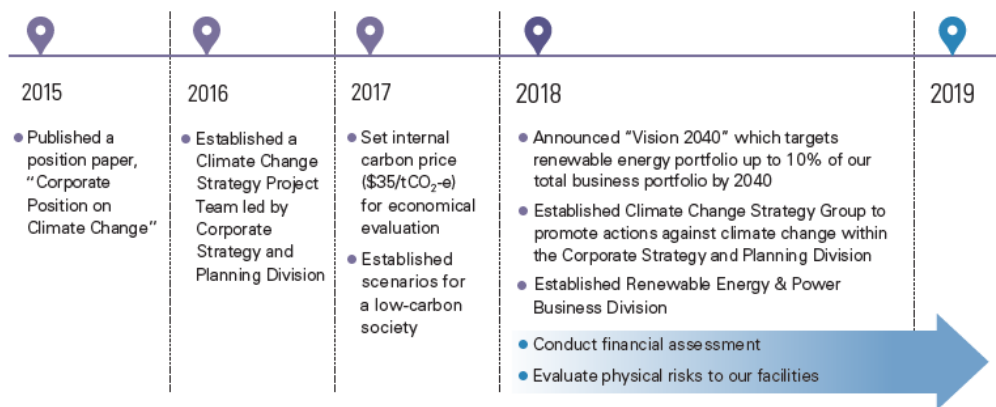 2015
● Published a
position paper,
“Corporate
Position on
Climate Change”
2016
● Established a
Climate Change
Strategy Project
Team led by
Corporate
Strategy and
Planning Division
2017
● Set internal
carbon price
($35/tCO₂-e)
for economical
evaluation
● Established
scenarios for
a low-carbon
society
2018
● Announced “Vision 2040” which targets
renewable energy portfolio up to 10% of our
total business portfolio by 2040
● Established Climate Change Strategy Group to
promote actions against climate change within
the Corporate Strategy and Planning Division
● Established Renewable Energy & Power
Business Division
● Conduct financial assessment
● Evaluate physical risks to our facilities
2019